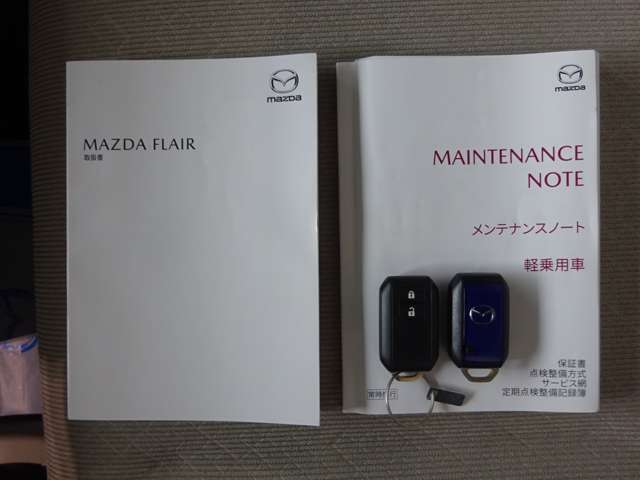 mazda
MAZDA FLAIR
取扱書
mazda
MAINTENANCE
NOTE
メンテナンスノート
軽乗用車
保証書
点検整備方式
サービス網
定期点検整備記録簿